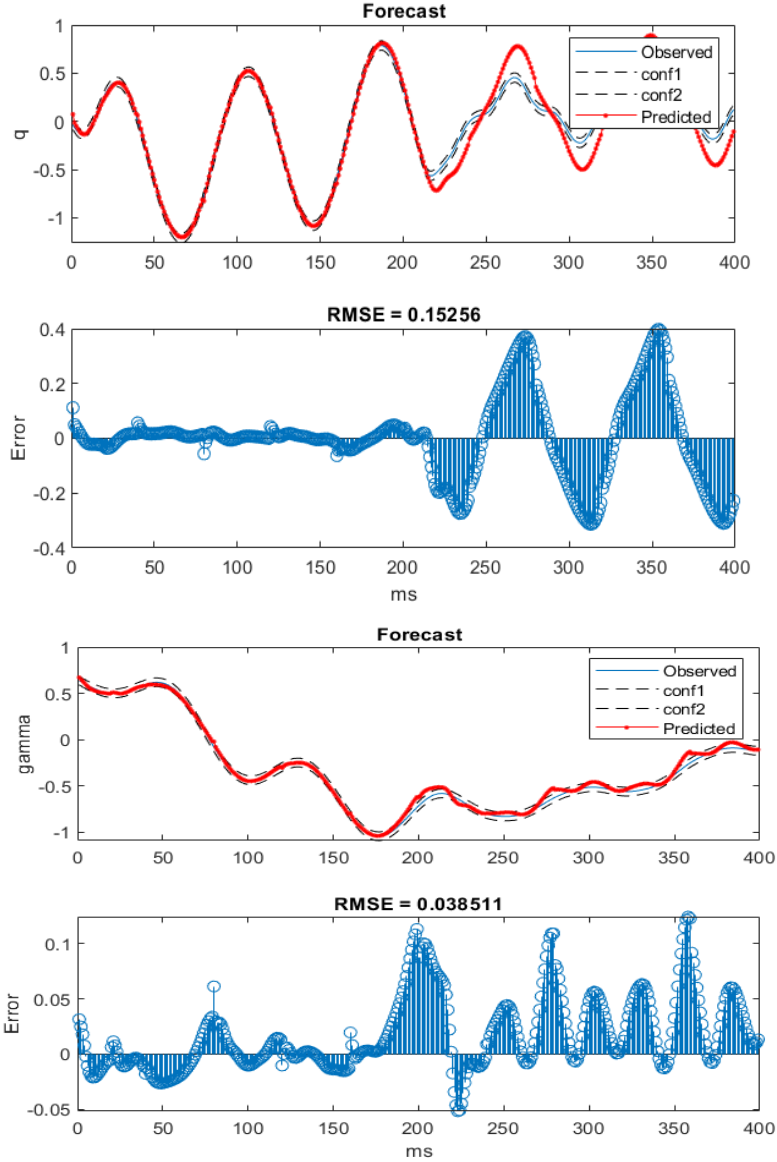 Forecast
1
0.5
0
-0.5
-1
q
Observed
conf1
conf2
Predicted
0 50 100 150 200 250 300 350 400
RMSE = 0.15256
0.4
0.2
0
-0.2
-0.4
Error
0 50 100 150 200 250 300 350 400
ms
Forecast
1
0.5
0
-0.5
-1
gamma
Observed
conf1
conf2
Predicted
0 50 100 150 200 250 300 350 400
RMSE = 0.038511
0.1
0.05
0
-0.05
Error
0 50 100 150 200 250 300 350 400
ms